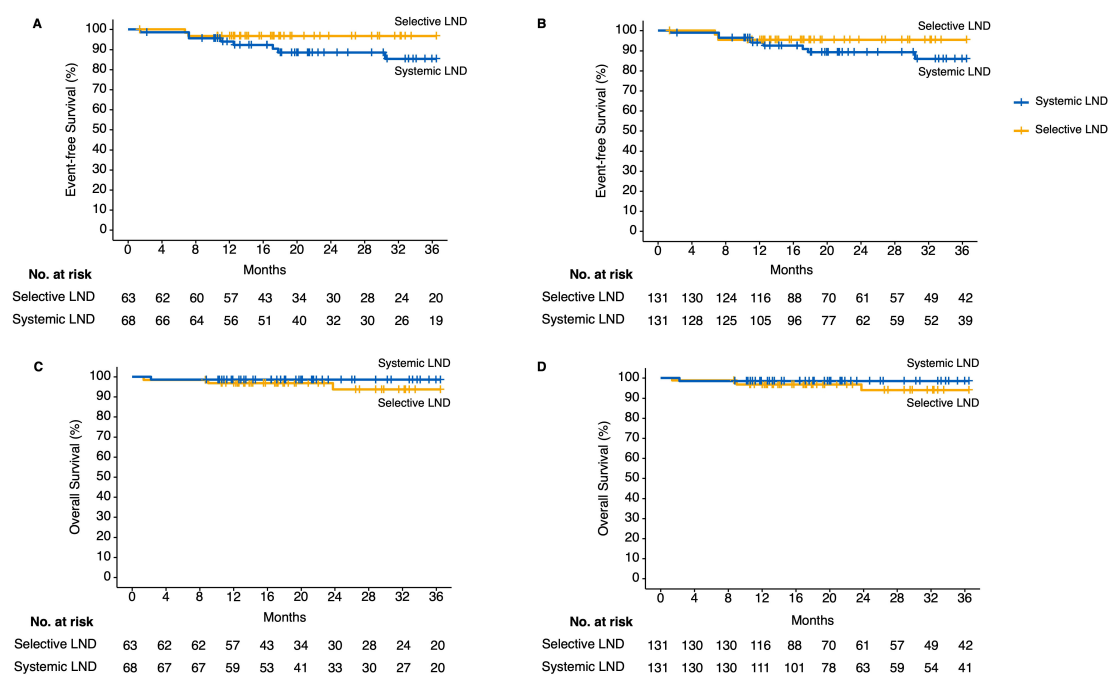 A
Event-free Survival (%)
100
90
80
70
60
50
40
30
20
10
0
Selective LND
Systemic LND
0 4 8 12 16 20 24 28 32 36
Months
No. at risk
Selective LND 63 62 60 57 43 34 30 28 24 20
Systemic LND 68 66 64 56 51 40 32 30 26 19
B
Event-free Survival (%)
100
90
80
70
60
50
40
30
20
10
0
Selective LND
Systemic LND
0 4 8 12 16 20 24 28 32 36
Months
No. at risk
Selective LND 131 130 124 116 88 70 61 57 49 42
Systemic LND 131 128 125 105 96 77 62 59 52 39
Systemic LND
Selective LND
C
Overall Survival (%)
100
90
80
70
60
50
40
30
20
10
0
Systemic LND
Selective LND
0 4 8 12 16 20 24 28 32 36
Months
No. at risk
Selective LND 63 62 62 57 43 34 30 28 24 20
Systemic LND 68 67 67 59 53 41 33 30 27 20
D
Overall Survival (%)
100
90
80
70
60
50
40
30
20
10
0
Systemic LND
Selective LND
0 4 8 12 16 20 24 28 32 36
Months
No. at risk
Selective LND 131 130 130 116 88 70 61 57 49 42
Systemic LND 131 130 130 111 101 78 63 59 54 41